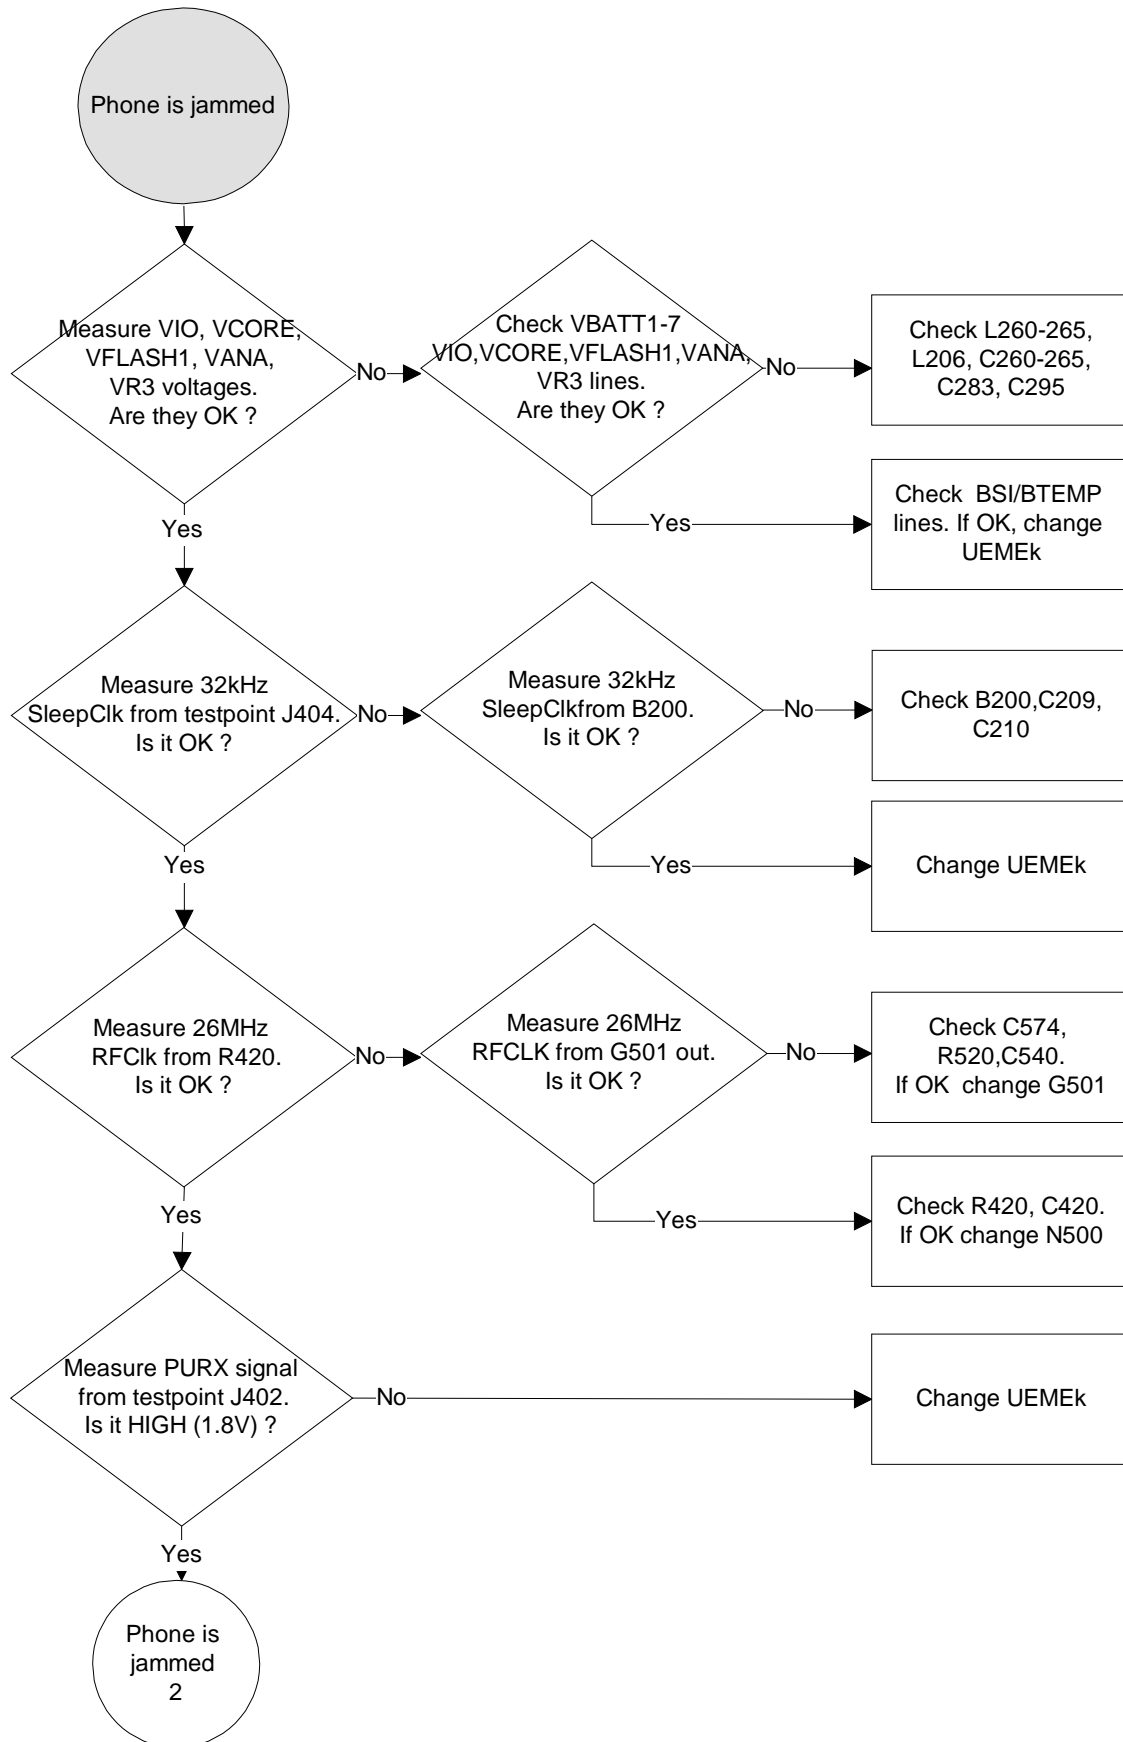 Phone is jammed
Measure VIO, VCORE,
VFLASH1, VANA,
VR3 voltages.
Are they OK ?
No
Check VBATT1-7
VIO,VCORE,VFLASH1,VANA,
VR3 lines.
Are they OK ?
No
Check L260-265,
L206, C260-265,
C283, C295
Yes
Check BSI/BTEMP
lines. If OK, change
UEMEk
Yes
Measure 32kHz
SleepClk from testpoint J404.
Is it OK ?
No
Measure 32kHz
SleepClkfrom B200.
Is it OK ?
No
Check B200,C209,
C210
Yes
Change UEMEk
Yes
Measure 26MHz
RFClk from R420.
Is it OK ?
No
Measure 26MHz
RFCLK from G501 out.
Is it OK ?
No
Check C574,
R520,C540.
If OK change G501
Yes
Check R420, C420.
If OK change N500
Yes
Measure PURX signal
from testpoint J402.
Is it HIGH (1.8V) ?
No
Change UEMEk
Yes
Phone is
jammed
2